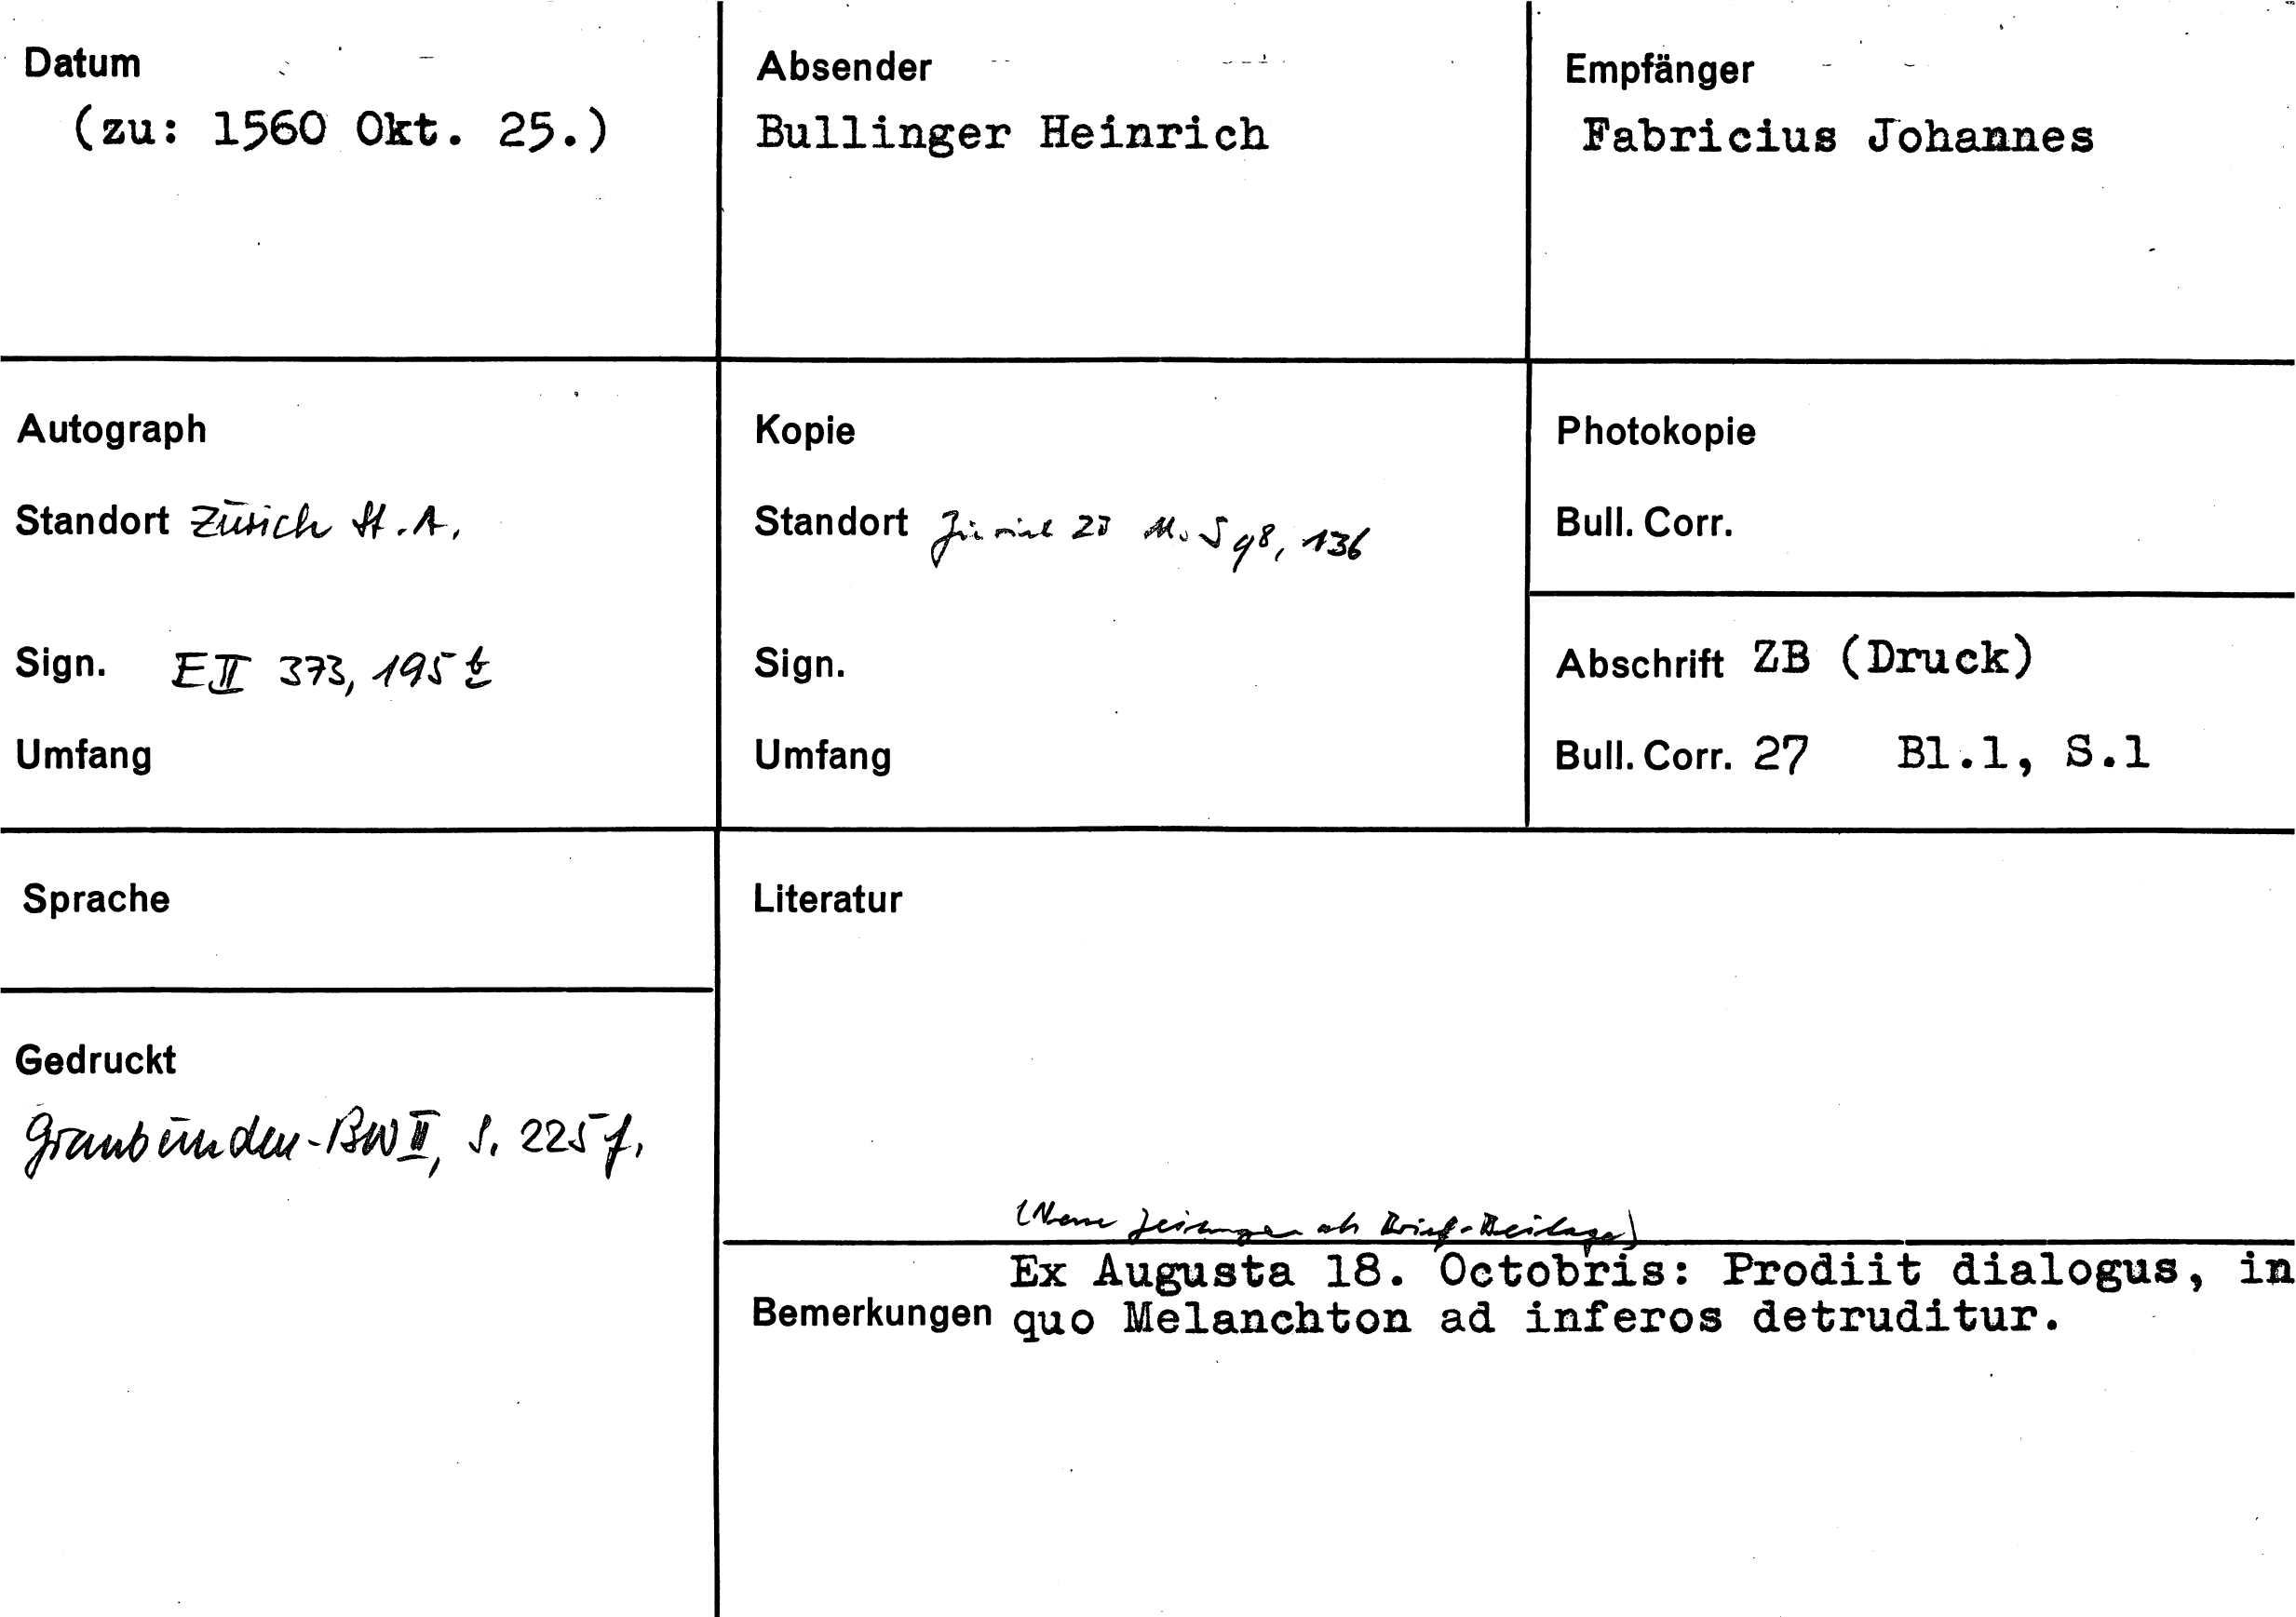 Datum
(zu: 1560 Okt. 25.)
Absender
Bullinger Heinrich
Empfänger
Fabricius Johannes
Autograph
Standort Zürich St.A.
Sign. E II 373, 195
Umfang
Kopie
Standort Zürich ZB Ms S 98, 136
Sign.
Umfang
Photokopie
Bull. Corr.
Abschrift ZB (Druck)
Bull. Corr. 27 Bl.1, S.1
Sprache
Gedruckt
Graubünden-BW II, S. 225 f.
Literatur
(Neue Zeitungen als Brief-Beilage)
Bemerkungen
Ex Augusta 18. Octobris: Prodiit dialogus, in
quo Melanchton ad inferos detruditur.